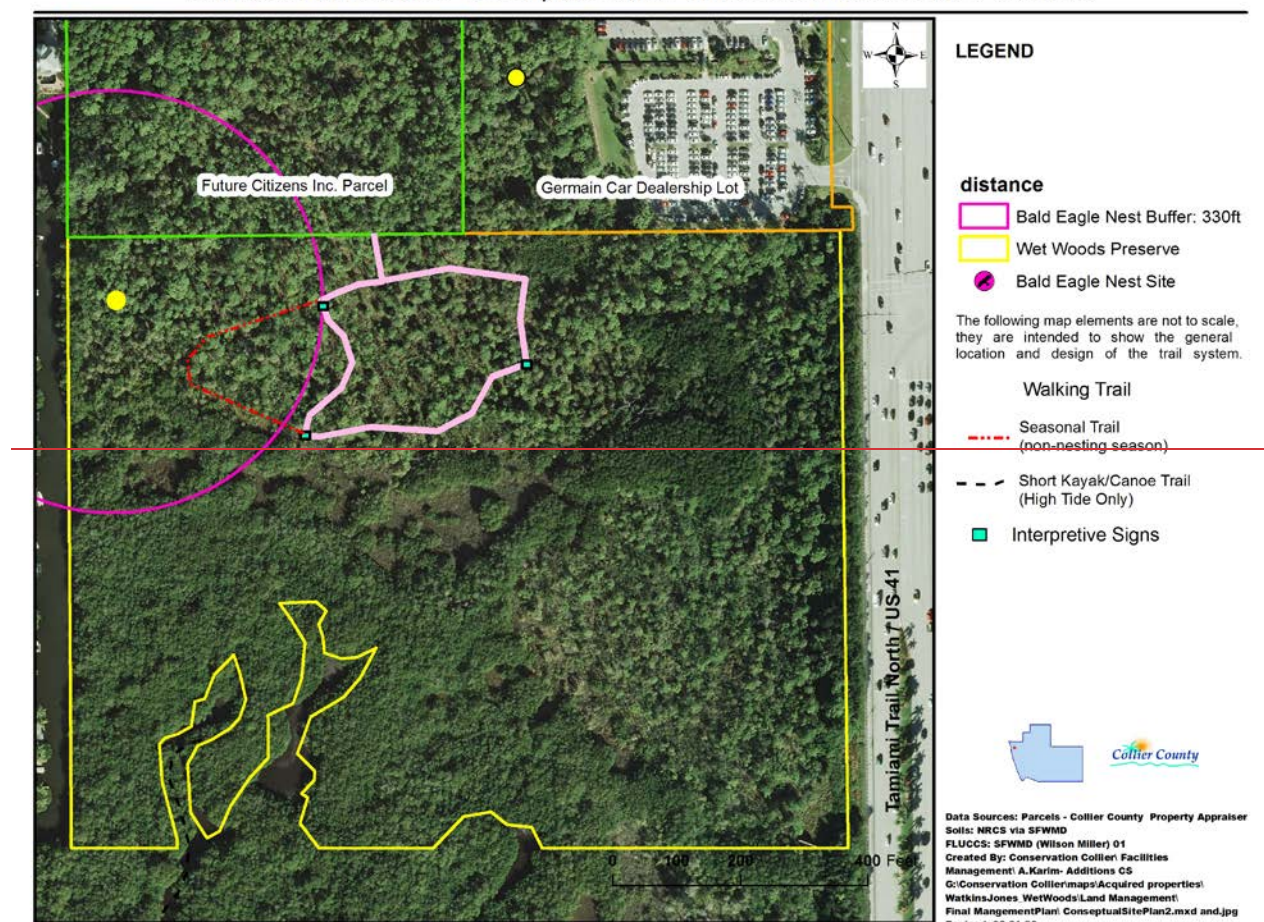 N
W E
S
LEGEND
distance
Bald Eagle Nest Buffer: 330ft
Wet Woods Preserve
Bald Eagle Nest Site
The following map elements are not to scale,
they are intended to show the general
location and design of the trail system.
Walking Trail
Seasonal Trail
(non-nesting season)
Short Kayak/Canoe Trail
(High Tide Only)
Interpretive Signs
Future Citizens Inc. Parcel
Germain Car Dealership Lot
Tamiami Trail North / US 41
0 100 200 400 Feet
Collier County
Data Sources: Parcels - Collier County Property Appraiser
Soils: NRCS via SFWMD
FLUCCS: SFWMD (Wilson Miller) 01
Created By: Conservation Collier\ Facilities
Management\ A.Karim- Additions CS
G:\Conservation Collier\maps\Acquired properties\
WatkinsJones_WetWoods\Land Management\
Final MangementPlan\ ConseptualSitePlan2.mxd and.jpg